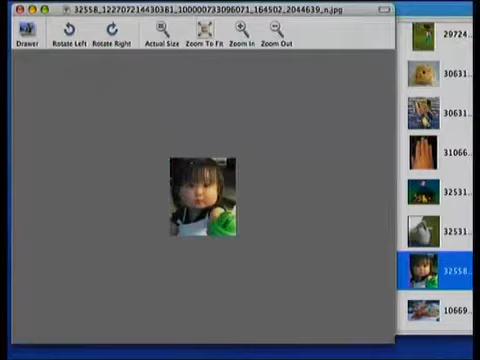 32558_122707214430381_100000733096071_164502_2044639_n.jpg
Drawer
Rotate Left
Rotate Right
Actual Size
Zoom To Fit
Zoom In
Zoom Out
29724..
30631..
30631..
31066..
32531..
32531..
32558..
10669..